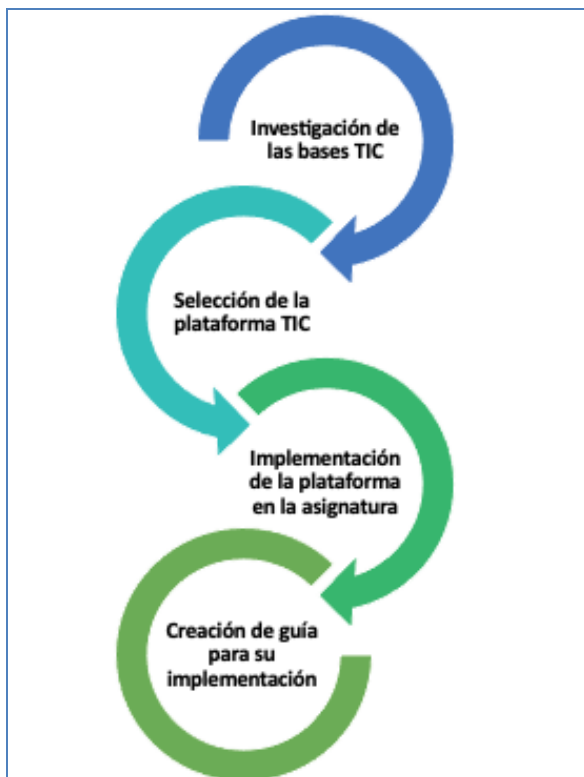 Investigación de
las bases TIC
Selección de la
plataforma TIC
Implementación
de la plataforma
en la asignatura
Creación de guía
para su
implementación